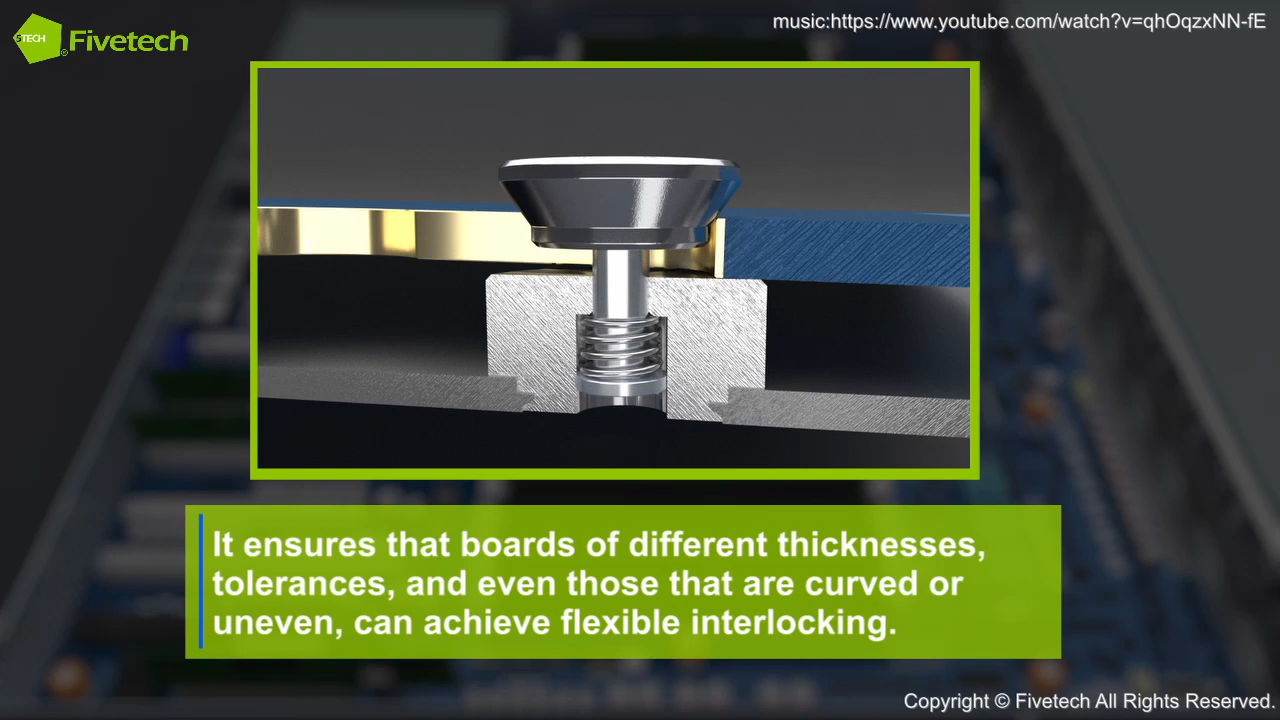 music:https://www.youtube.com/watch?v=qhOqzxNN-fE
5TECH
® Fivetech
It ensures that boards of different thicknesses,
tolerances, and even those that are curved or
uneven, can achieve flexible interlocking.
Copyright © Fivetech All Rights Reserved.